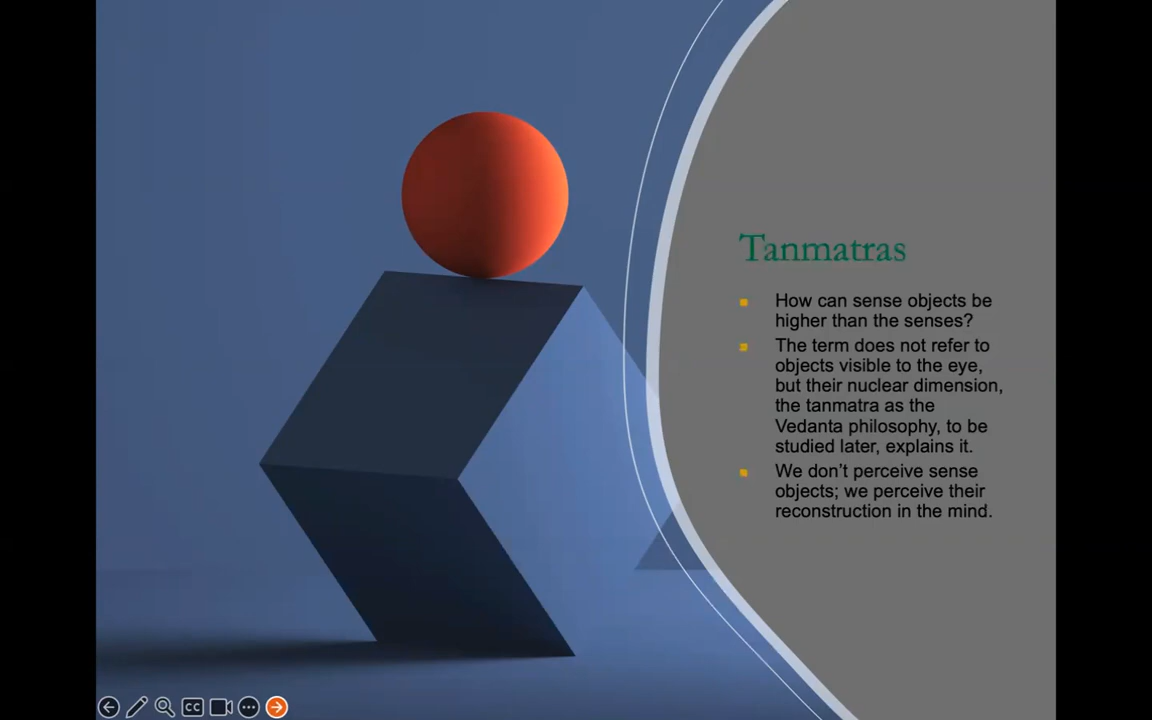 Tanmatras
How can sense objects be
higher than the senses?
The term does not refer to
objects visible to the eye,
but their nuclear dimension,
the tanmatra as the
Vedanta philosophy, to be
studied later, explains it.
We don’t perceive sense
objects; we perceive their
reconstruction in the mind.
CC